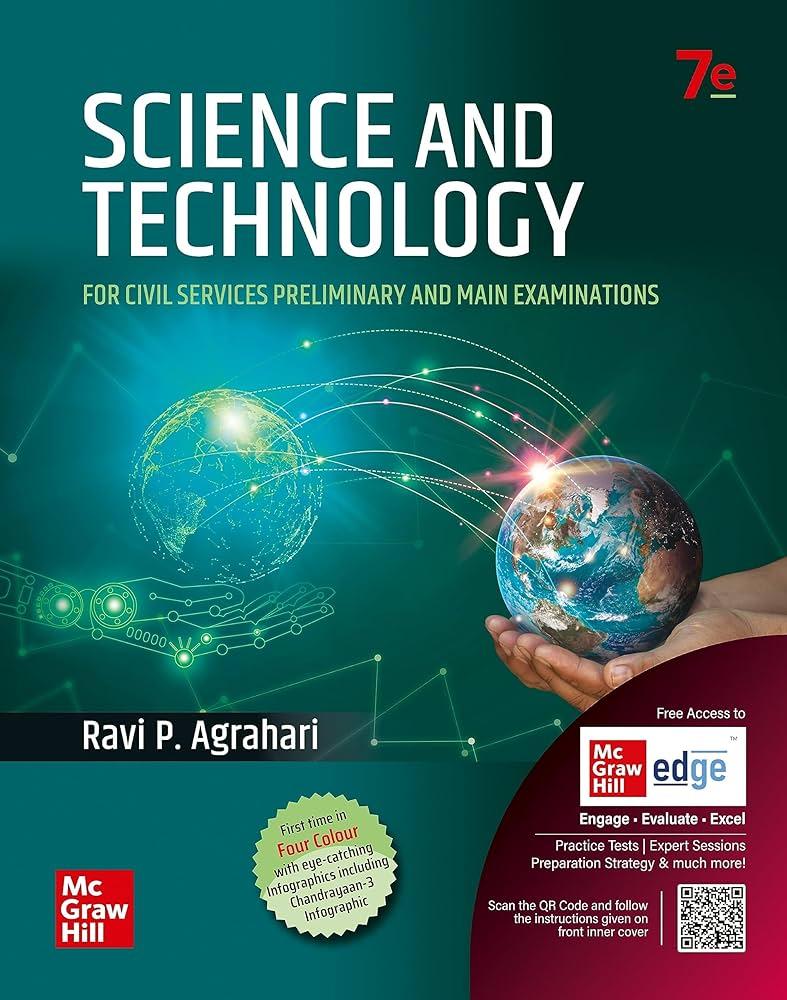 7e
SCIENCE AND
TECHNOLOGY
FOR CIVIL SERVICES PRELIMINARY AND MAIN EXAMINATIONS
Ravi P. Agrahari
First time in
Four Colour
with eye-catching
Infographics including
Chandrayaan-3
Infographic
Mc
Graw
Hill
Free Access to
Mc
Graw
Hill
edge
TM
Engage ▪ Evaluate ▪ Excel
Practice Tests | Expert Sessions
Preparation Strategy & much more!
Scan the QR Code and follow
the instructions given on
front inner cover